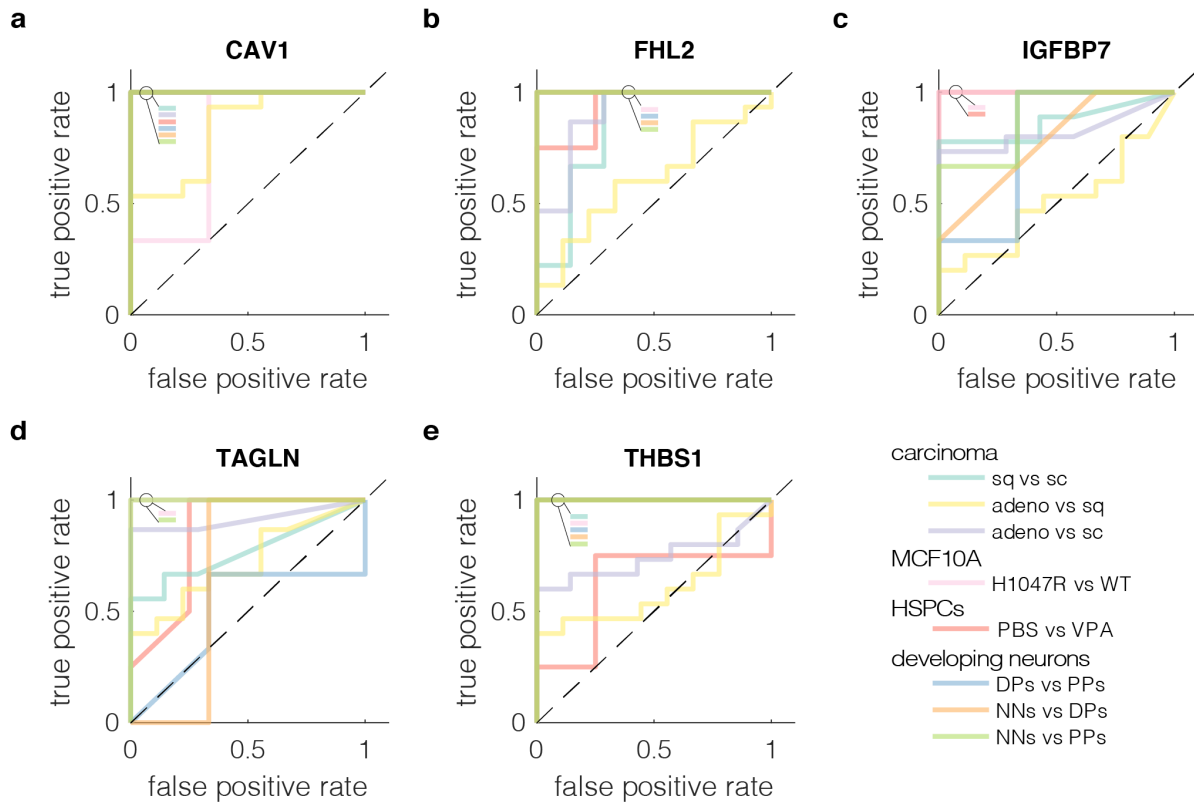 a
CAV1
true positive rate
1
0.5
0
0
0.5
1
false positive rate
b
FHL2
true positive rate
1
0.5
0
0
0.5
1
false positive rate
c
IGFBP7
true positive rate
1
0.5
0
0
0.5
1
false positive rate
d
TAGLN
true positive rate
1
0.5
0
0
0.5
1
false positive rate
e
THBS1
true positive rate
1
0.5
0
0
0.5
1
false positive rate
carcinoma
sq vs sc
adeno vs sq
adeno vs sc
MCF10A
H1047R vs WT
HSPCs
PBS vs VPA
developing neurons
DPs vs PPs
NNs vs DPs
NNs vs PPs